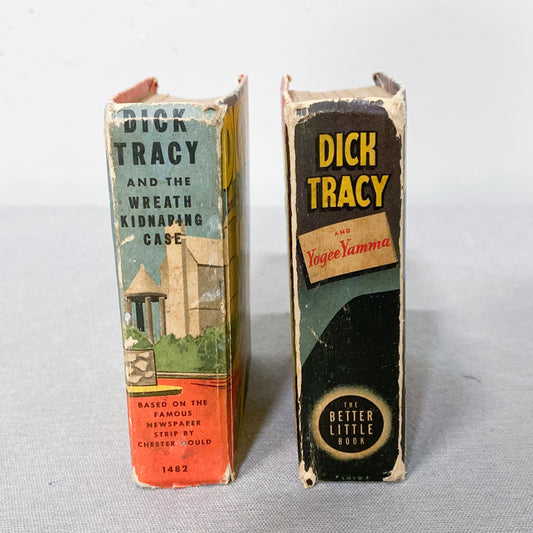 DICK
TRACY
AND THE
WREATH
KIDNAPING
CASE
BASED ON THE
FAMOUS
NEWSPAPER
STRIP BY
CHESTER GOULD
1482
DICK
TRACY
AND
Yogee Yamma
THE
BETTER
LITTLE
BOOK